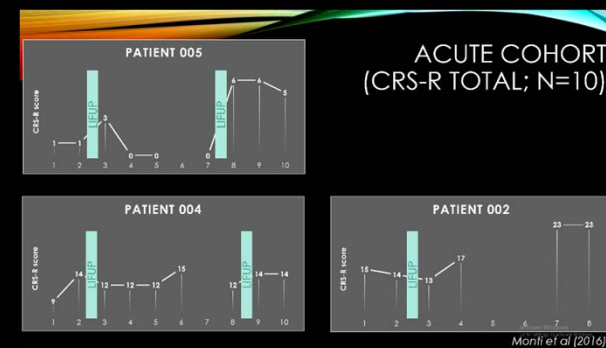 ACUTE COHORT
(CRS-R TOTAL; N=10)
PATIENT 005
CRS-R score
LIFUP
LIFUP
1 1 3 0 0 0 6 6 5
1 2 3 4 5 6 7 8 9 10
PATIENT 004
CRS-R score
LIFUP
LIFUP
9 14 12 12 12 15 12 14 14
1 2 3 4 5 6 7 8 9 10
PATIENT 002
CRS-R score
LIFUP
15 14 13 17 23 23
1 2 3 4 5 6 7 8
Monti et al (2016)